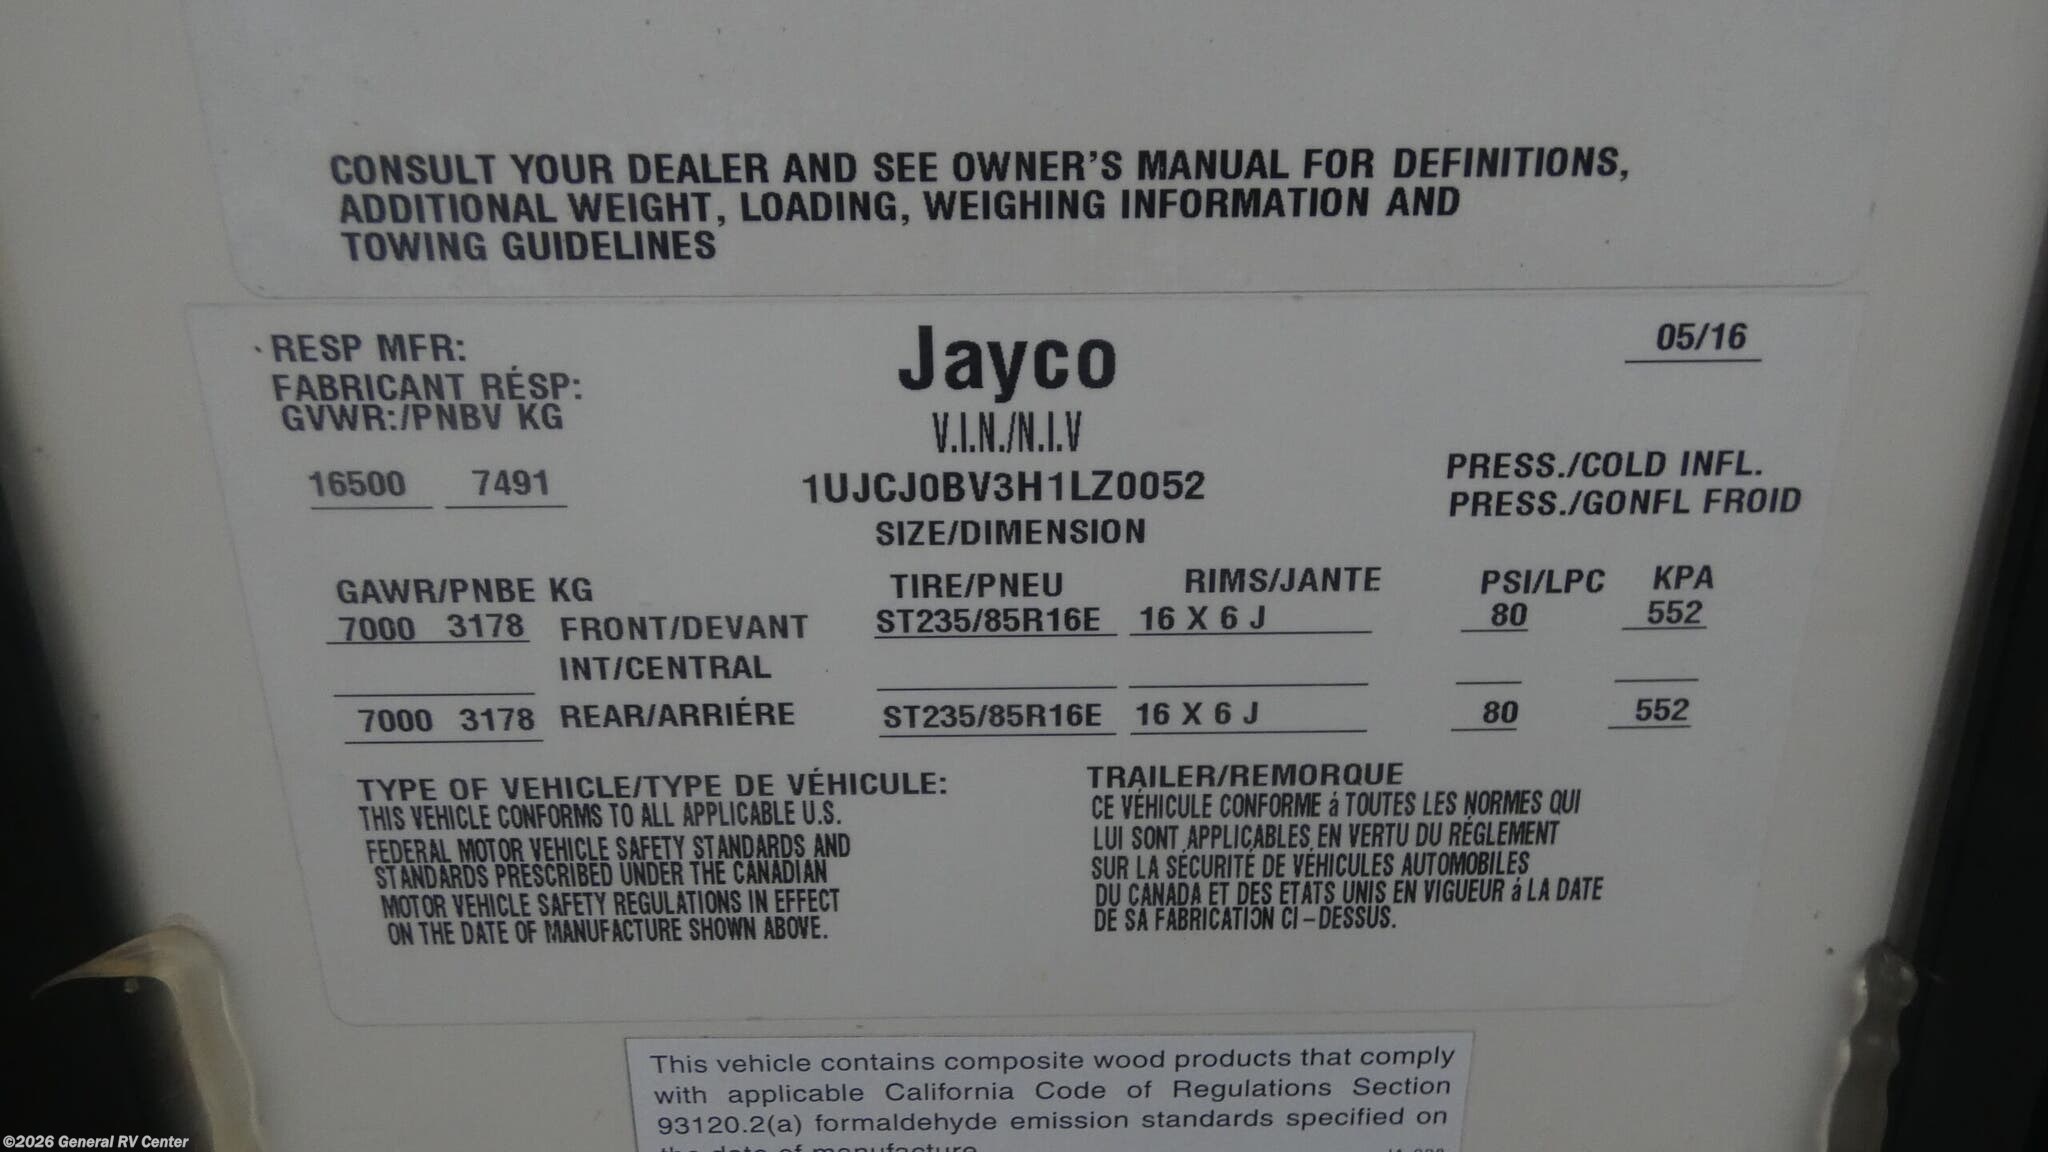 CONSULT YOUR DEALER AND SEE OWNER'S MANUAL FOR DEFINITIONS,
ADDITIONAL WEIGHT, LOADING, WEIGHING INFORMATION AND
TOWING GUIDELINES
RESP MFR:
FABRICANT RÉSP:
GVWR:/PNBV KG
Jayco
05/16
V.I.N./N.I.V
16500 7491
1UJCJ0BV3H1LZ0052
PRESS./COLD INFL.
PRESS./GONFL FROID
SIZE/DIMENSION
GAWR/PNBE KG TIRE/PNEU RIMS/JANTE PSI/LPC KPA
7000 3178 FRONT/DEVANT ST235/85R16E 16 X 6 J 80 552
INT/CENTRAL
7000 3178 REAR/ARRIÉRE ST235/85R16E 16 X 6 J 80 552
TYPE OF VEHICLE/TYPE DE VÉHICULE:
THIS VEHICLE CONFORMS TO ALL APPLICABLE U.S.
FEDERAL MOTOR VEHICLE SAFETY STANDARDS AND
STANDARDS PRESCRIBED UNDER THE CANADIAN
MOTOR VEHICLE SAFETY REGULATIONS IN EFFECT
ON THE DATE OF MANUFACTURE SHOWN ABOVE.
TRAILER/REMORQUE
CE VÉHICULE CONFORME á TOUTES LES NORMES QUI
LUI SONT APPLICABLES EN VERTU DU RÉGLEMENT
SUR LA SÉCURITÉ DE VÉHICULES AUTOMOBILES
DU CANADA ET DES ETATS UNIS EN VIGUEUR á LA DATE
DE SA FABRICATION CI-DESSUS.
This vehicle contains composite wood products that comply
with applicable California Code of Regulations Section
93120.2(a) formaldehyde emission standards specified on
the date of manufacture
©2026 General RV Center